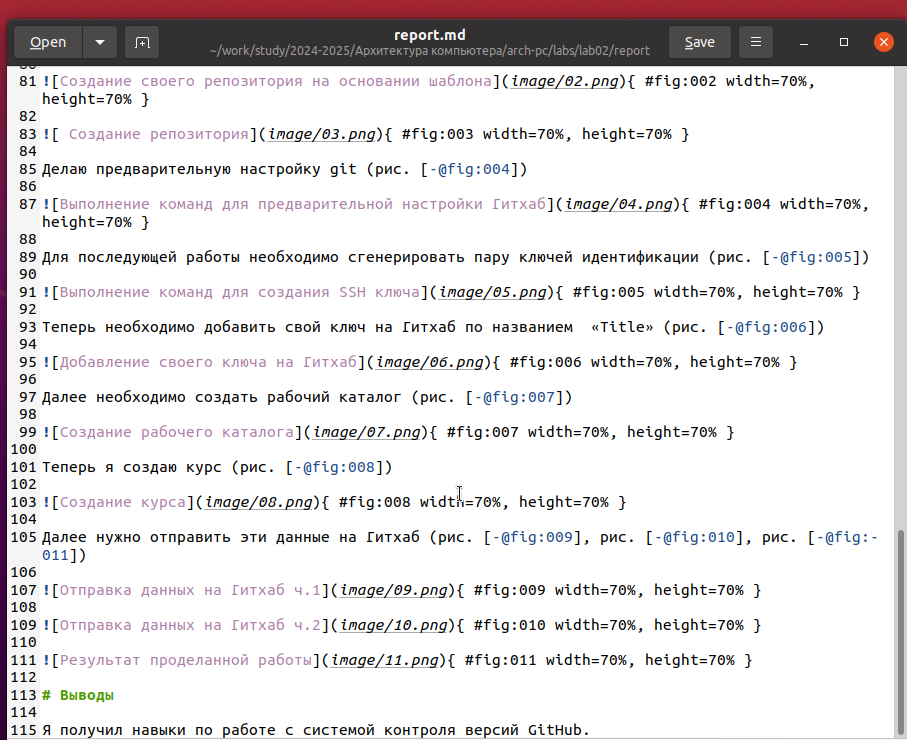 Open
report.md
~/work/study/2024-2025/Архитектура компьютера/arch-pc/labs/lab02/report
Save
81 ![Создание своего репозитория на основании шаблона](image/02.png){ #fig:002 width=70%,
height=70% }
82
83 ![ Создание репозитория](image/03.png){ #fig:003 width=70%, height=70% }
84
85 Делаю предварительную настройку git (рис. [-@fig:004])
86
87 ![Выполнение команд для предварительной настройки Гитхаб](image/04.png){ #fig:004 width=70%,
height=70% }
88
89 Для последующей работы необходимо сгенерировать пару ключей идентификации (рис. [-@fig:005])
90
91 ![Выполнение команд для создания SSH ключа](image/05.png){ #fig:005 width=70%, height=70% }
92
93 Теперь необходимо добавить свой ключ на Гитхаб по названием  «Title» (рис. [-@fig:006])
94
95 ![Добавление своего ключа на Гитхаб](image/06.png){ #fig:006 width=70%, height=70% }
96
97 Далее необходимо создать рабочий каталог (рис. [-@fig:007])
98
99 ![Создание рабочего каталога](image/07.png){ #fig:007 width=70%, height=70% }
100
101 Теперь я создаю курс (рис. [-@fig:008])
102
103 ![Создание курса](image/08.png){ #fig:008 width=70%, height=70% }
104
105 Далее нужно отправить эти данные на Гитхаб (рис. [-@fig:009], рис. [-@fig:010], рис. [-@fig:-
011])
106
107 ![Отправка данных на Гитхаб ч.1](image/09.png){ #fig:009 width=70%, height=70% }
108
109 ![Отправка данных на Гитхаб ч.2](image/10.png){ #fig:010 width=70%, height=70% }
110
111 ![Результат проделанной работы](image/11.png){ #fig:011 width=70%, height=70% }
112
113 # Выводы
114
115 Я получил навыки по работе с системой контроля версий GitHub.